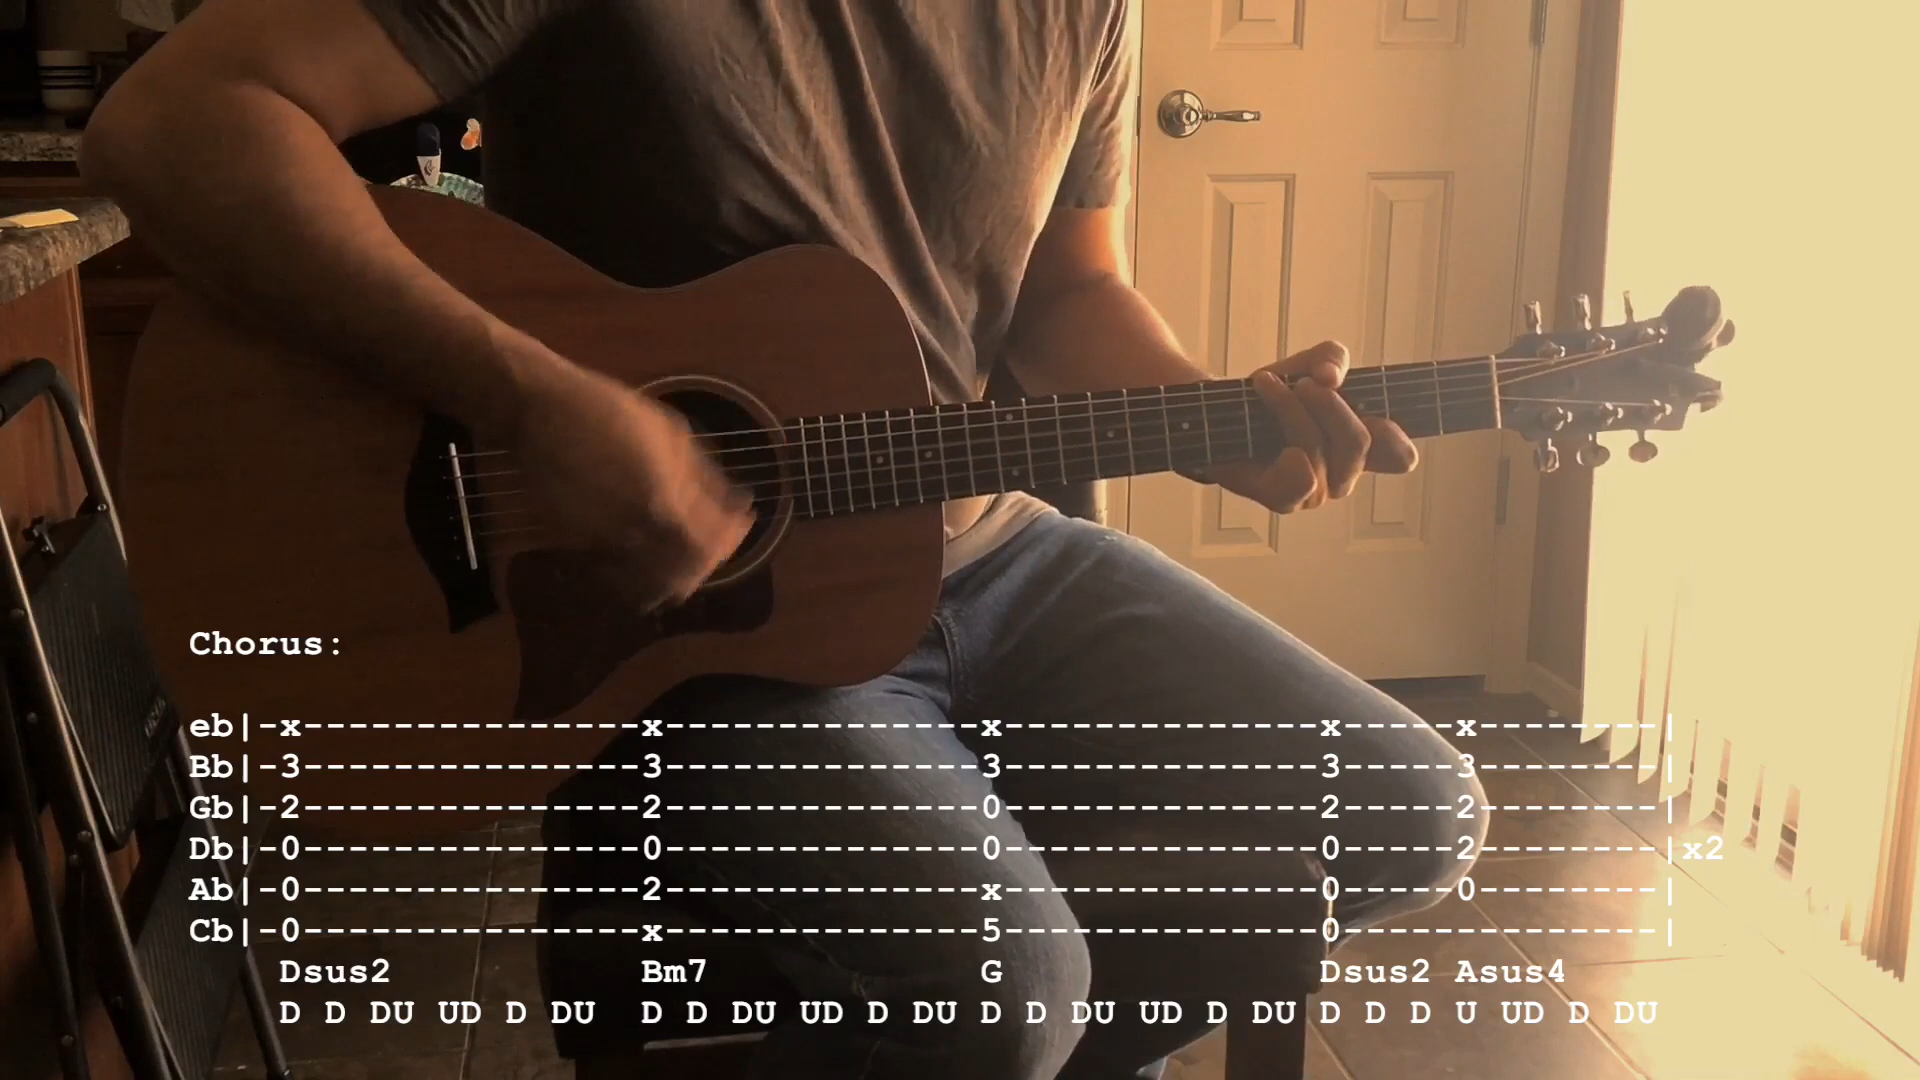 Chorus:
eb|-x---------------x--------------x--------------x-----x--------|
Bb|-3---------------3--------------3--------------3-----3--------|
Gb|-2---------------2--------------0--------------2-----2--------|
Db|-0---------------0--------------0--------------0-----2--------|x2
Ab|-0---------------2--------------x--------------0-----0--------|
Cb|-0---------------x--------------5--------------0--------------|
Dsus2           Bm7            G              Dsus2 Asus4
D D DU UD D DU  D D DU UD D DU D D DU UD D DU D D D U UD D DU